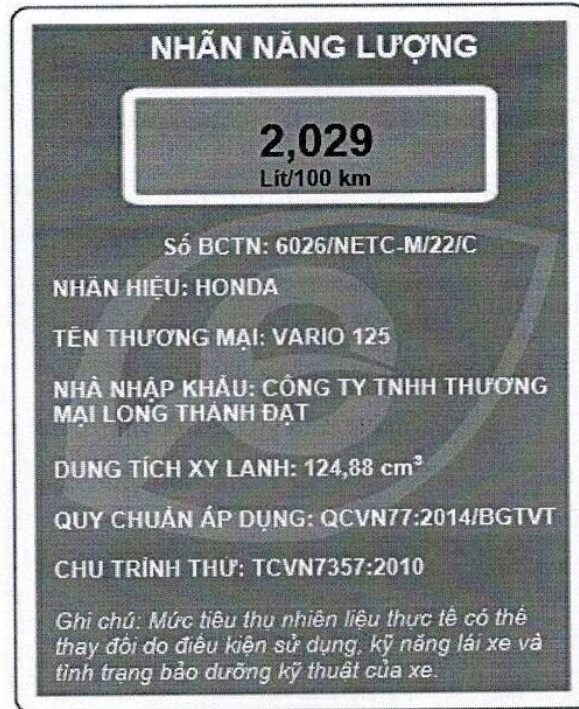 NHÃN NĂNG LƯỢNG
2,029
Lít/100 km
Số BCTN: 6026/NETC-M/22/C
NHÃN HIỆU: HONDA
TÊN THƯƠNG MẠI: VARIO 125
NHÀ NHẬP KHẨU: CÔNG TY TNHH THƯƠNG
MẠI LONG THÀNH ĐẠT
DUNG TÍCH XY LANH: 124,88 cm³
QUY CHUẨN ÁP DỤNG: QCVN77:2014/BGTVT
CHU TRÌNH THỬ: TCVN7357:2010
Ghi chú: Mức tiêu thụ nhiên liệu thực tế có thể
thay đổi do điều kiện sử dụng, kỹ năng lái xe và
tình trạng bảo dưỡng kỹ thuật của xe.